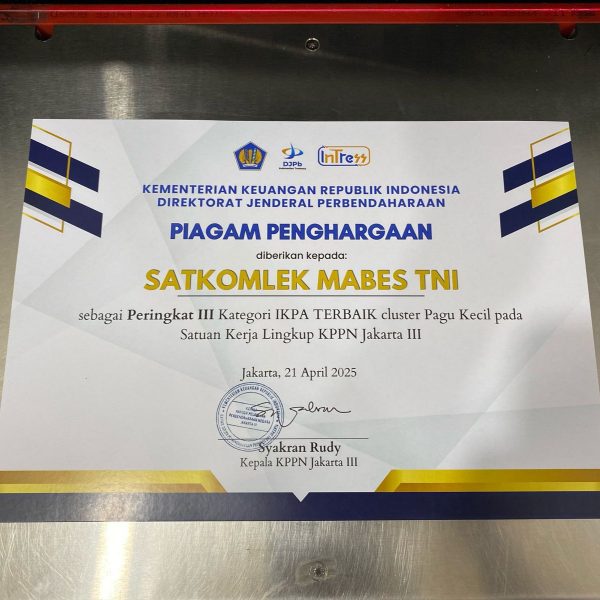 DJPb
InTress
KEMENTERIAN KEUANGAN REPUBLIK INDONESIA
DIREKTORAT JENDERAL PERBENDAHARAAN
PIAGAM PENGHARGAAN
diberikan kepada:
SATKOMLEK MABES TNI
sebagai Peringkat III Kategori IKPA TERBAIK cluster Pagu Kecil pada
Satuan Kerja Lingkup KPPN Jakarta III
Jakarta, 21 April 2025
Syakran Rudy
Kepala KPPN Jakarta III